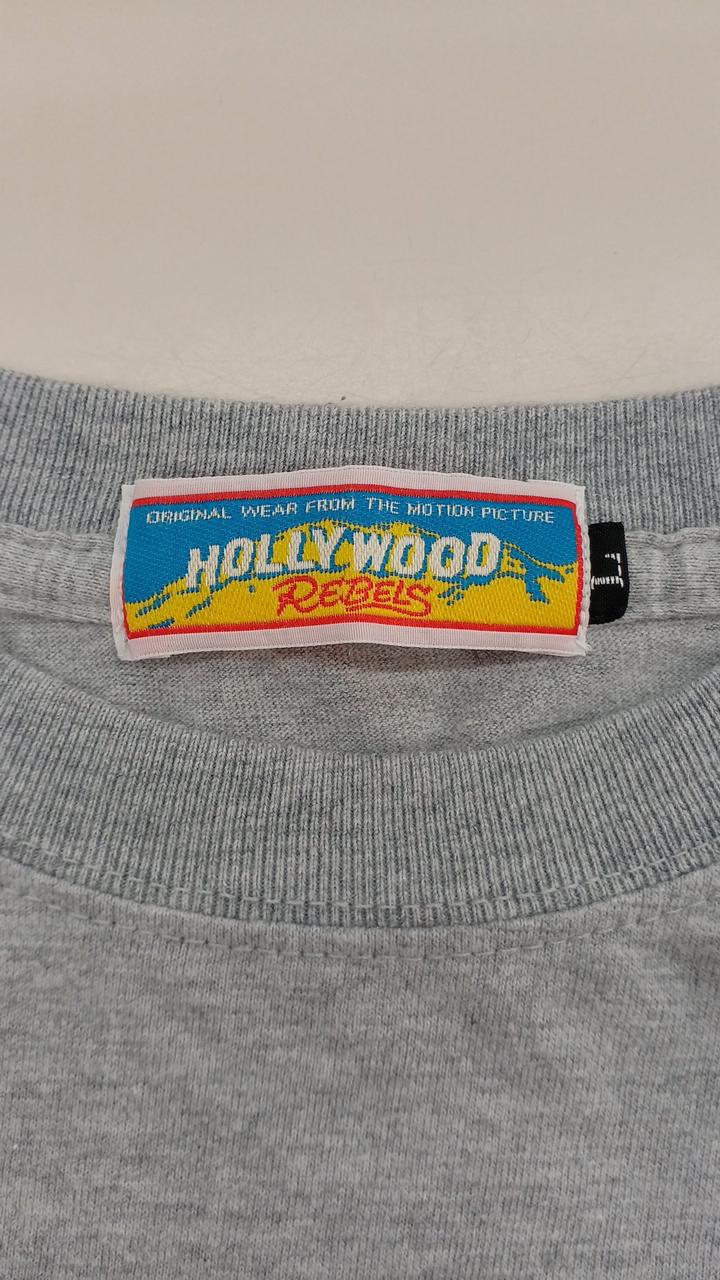 ORIGINAL WEAR FROM THE MOTION PICTURE
HOLLYWOOD
REBELS
L